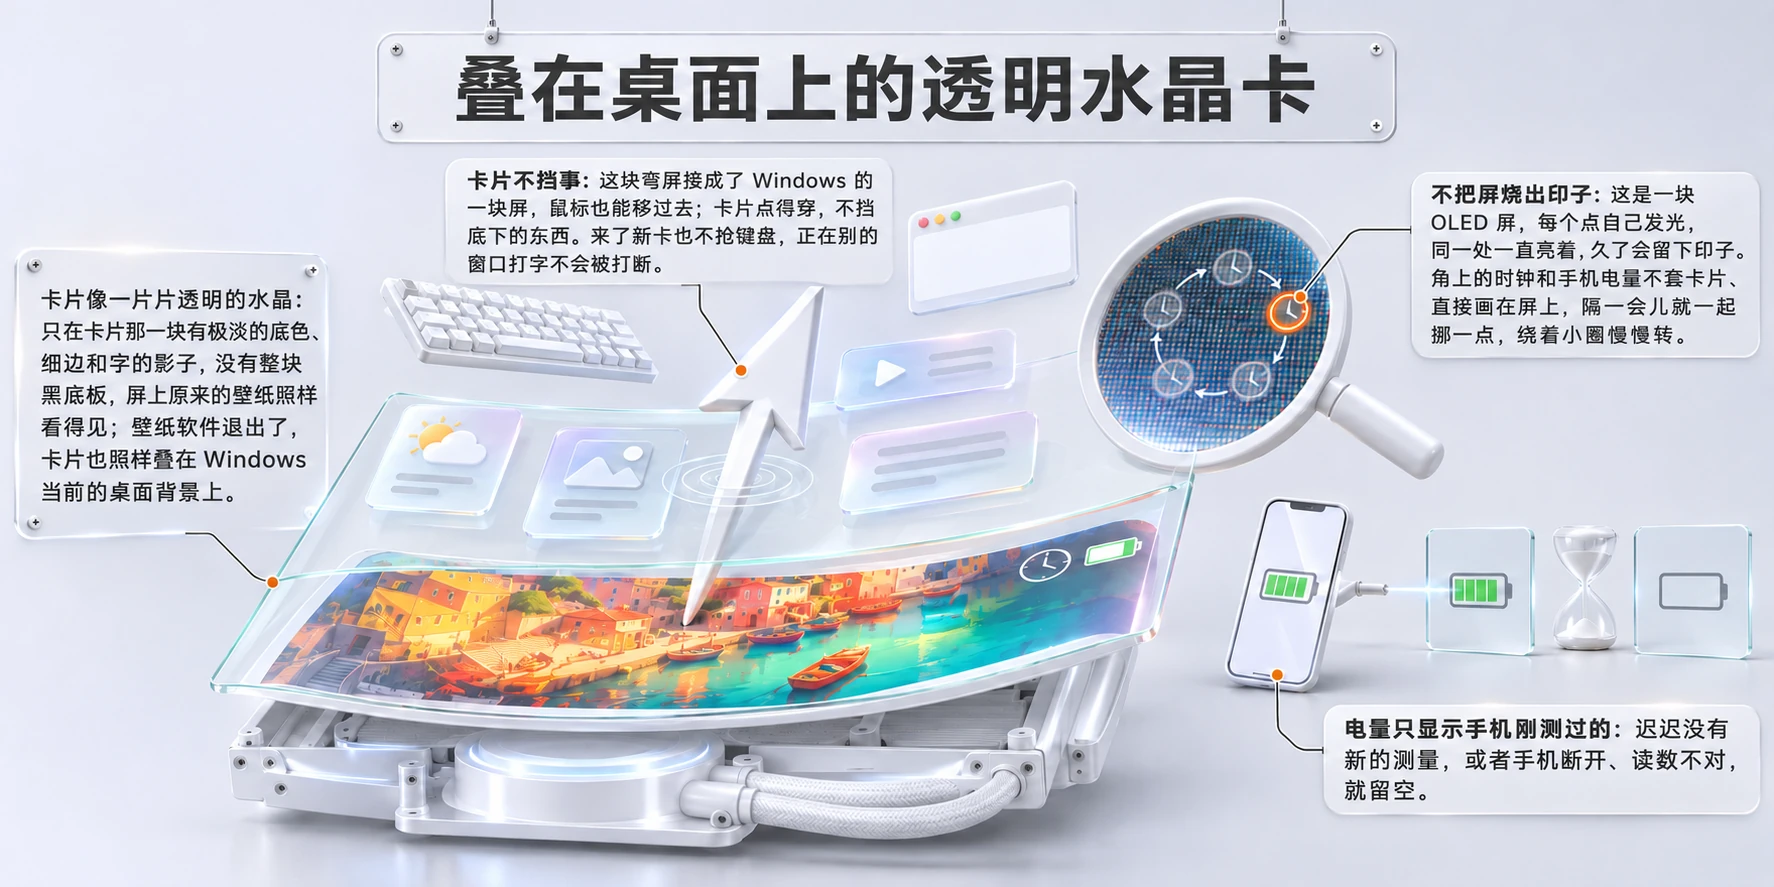 叠在桌面上的透明水晶卡
卡片不挡事：这块弯屏接成了 Windows 的
一块屏，鼠标也能移过去；卡片点得穿，不挡
底下的东西。来了新卡也不抢键盘，正在别的
窗口打字不会被打断。
不把屏烧出印子：这是一块
OLED 屏，每个点自己发光，
同一处一直亮着，久了会留下印子。
角上的时钟和手机电量不套卡片、
直接画在屏上，隔一会儿就一起
挪一点，绕着小圈慢慢转。
卡片像一片片透明的水晶：
只在卡片那一块有极淡的底色、
细边和字的影子，没有整块
黑底板，屏上原来的壁纸照样
看得见；壁纸软件退出了，
卡片也照样叠在 Windows
当前的桌面背景上。
电量只显示手机刚测过的：迟迟没有
新的测量，或者手机断开、读数不对，
就留空。